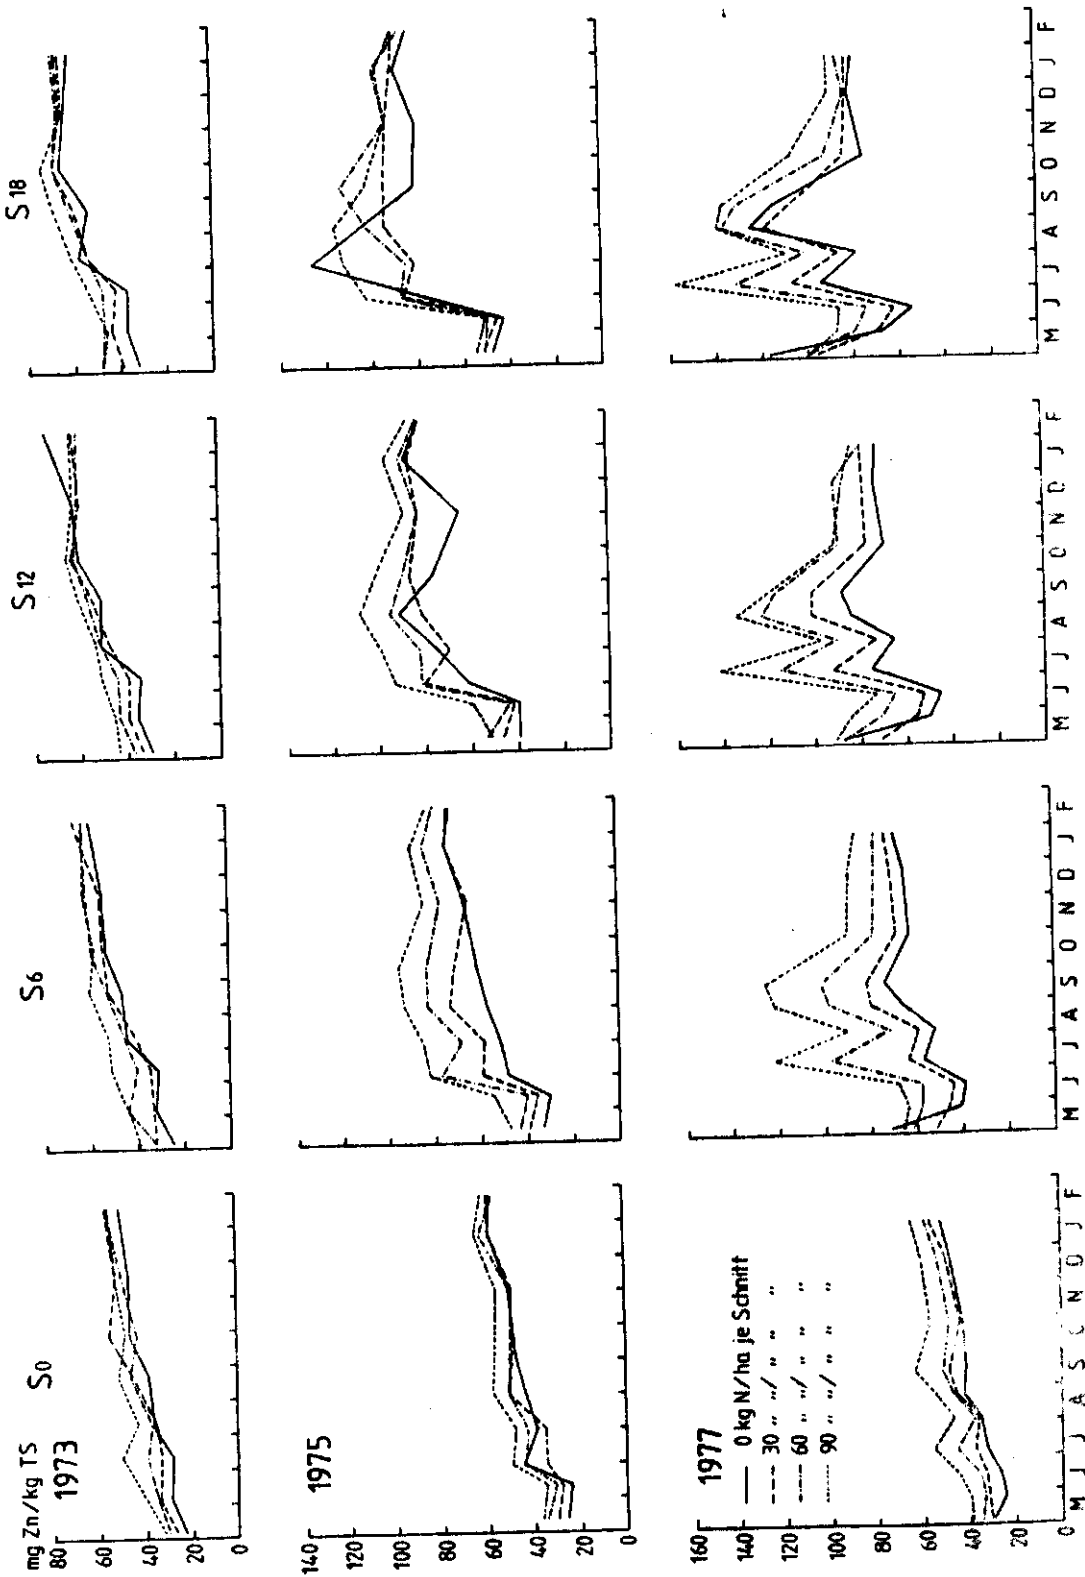 mg Zn/kg TS
1973
S0
S6
S12
S18
80
60
40
20
0
1975
140
120
100
80
60
40
20
0
1977
0 kg N/ha je Schnitt
30 " "/ " " "
60 " "/ " " "
90 " "/ " " "
160
140
120
100
80
60
40
20
0
M J J A S O N D J F
M J J A S O N D J F
M J J A S O N D J F
M J J A S O N D J F